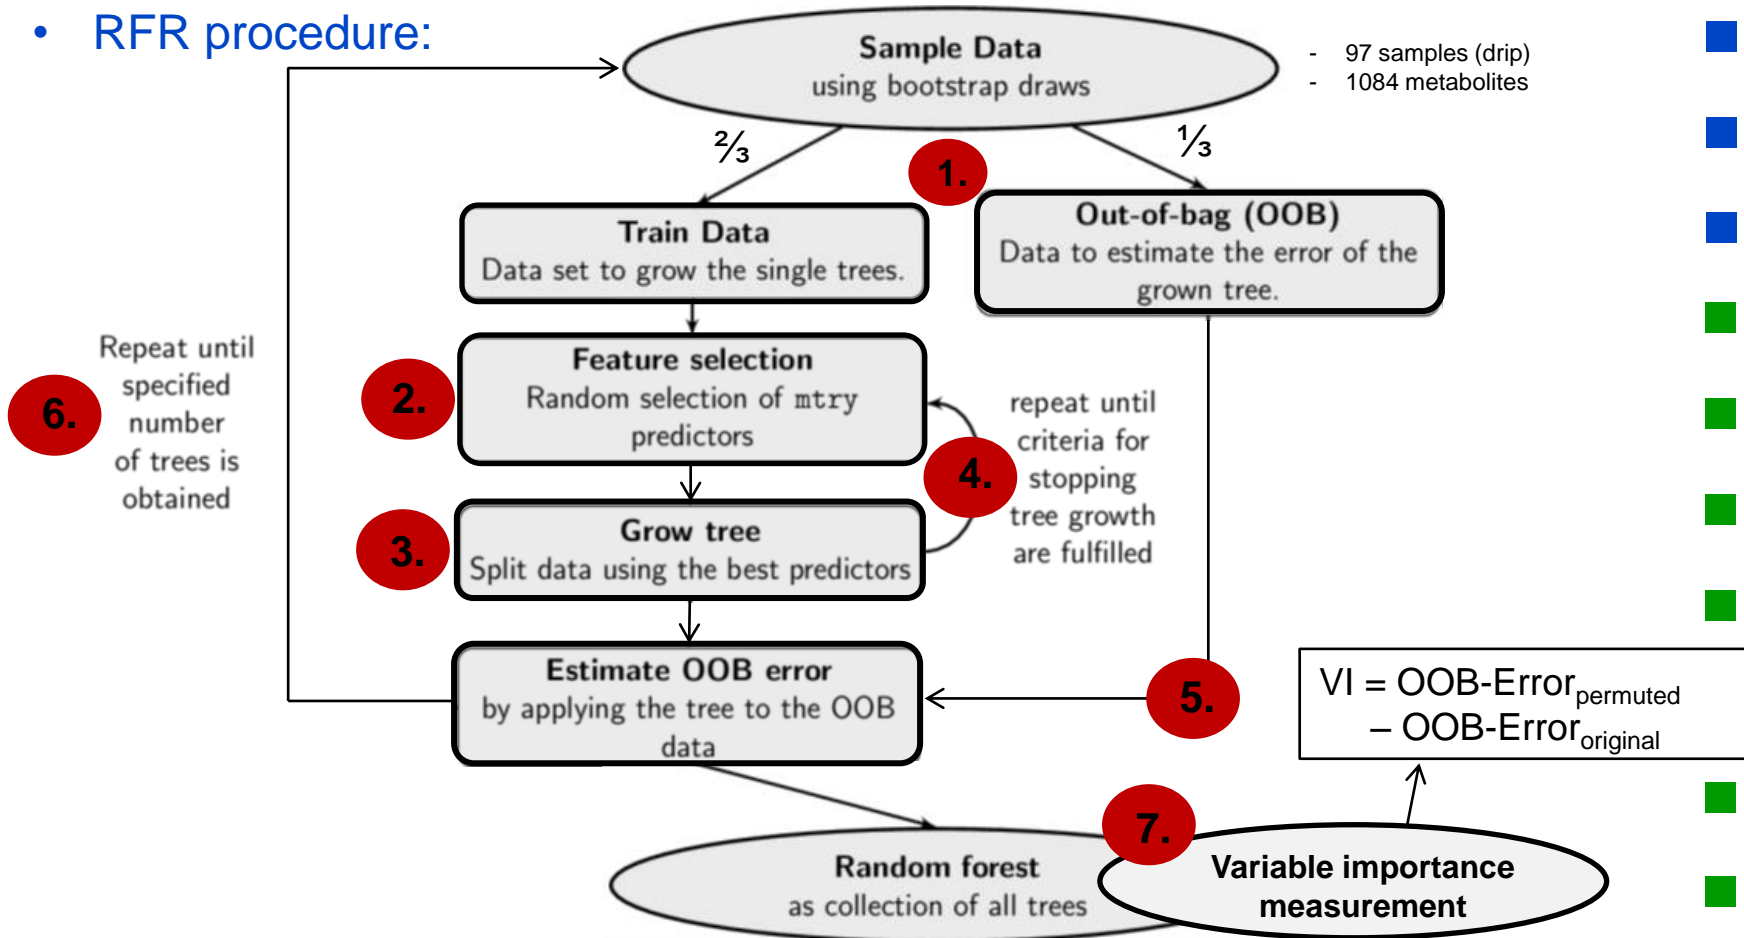 • RFR procedure:
Sample Data
using bootstrap draws
- 97 samples (drip)
- 1084 metabolites
⅔
⅓
1.
Train Data
Data set to grow the single trees.
Out-of-bag (OOB)
Data to estimate the error of the
grown tree.
6.
Repeat until
specified
number
of trees is
obtained
2.
Feature selection
Random selection of mtry
predictors
4.
repeat until
criteria for
stopping
tree growth
are fulfilled
3.
Grow tree
Split data using the best predictors
Estimate OOB error
by applying the tree to the OOB
data
5.
VI = OOB-Error permuted
– OOB-Error original
7.
Random forest
as collection of all trees
Variable importance
measurement